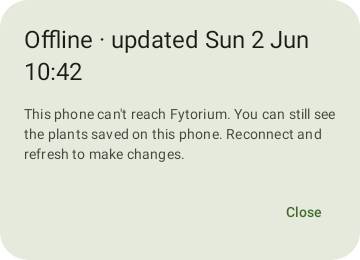 Offline · updated Sun 2 Jun
10:42
This phone can't reach Fytorium. You can still see
the plants saved on this phone. Reconnect and
refresh to make changes.
Close